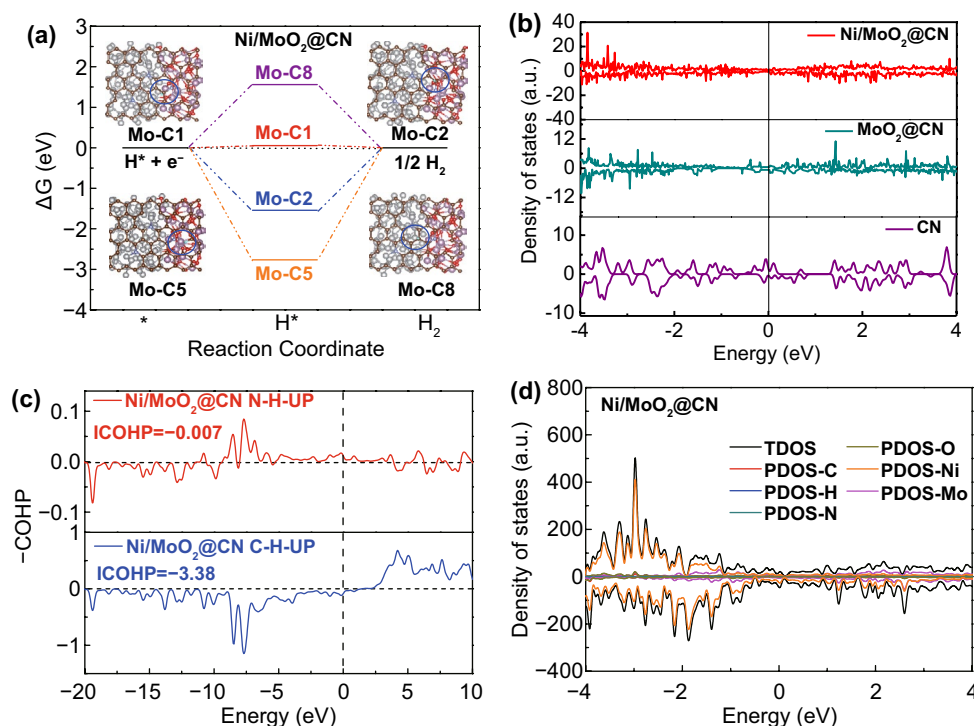 (a)
Ni/MoO2@CN
Mo-C8
Mo-C1
Mo-C1
Mo-C2
H* + e-
1/2 H2
Mo-C2
Mo-C5
Mo-C5
Mo-C8
3
2
1
0
−1
−2
−3
−4
ΔG (eV)
*
H*
H2
Reaction Coordinate
(b)
Ni/MoO2@CN
40
20
0
−20
−40
MoO2@CN
12
0
−12
CN
10
5
0
−5
−10
Density of states (a.u.)
−4
−2
0
2
4
Energy (eV)
(c)
Ni/MoO2@CN N-H-UP
ICOHP=−0.007
0.1
0.0
−0.1
Ni/MoO2@CN C-H-UP
ICOHP=−3.38
1
0
−1
−COHP
−20
−15
−10
−5
0
5
10
Energy (eV)
(d)
Ni/MoO2@CN
TDOS
PDOS-C
PDOS-H
PDOS-N
PDOS-O
PDOS-Ni
PDOS-Mo
800
600
400
200
0
−200
−400
Density of states (a.u.)
−4
−2
0
2
4
Energy (eV)